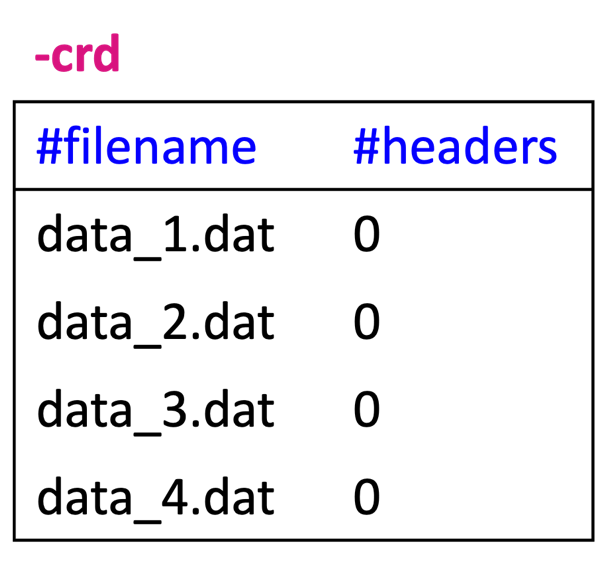 -crd
#filename #headers
data_1.dat 0
data_2.dat 0
data_3.dat 0
data_4.dat 0